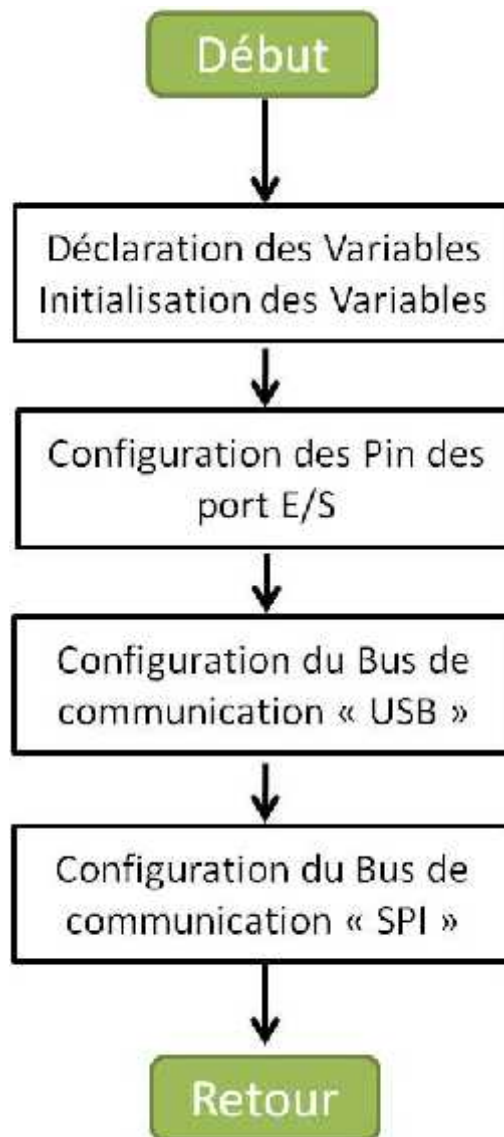 Début
Déclaration des Variables
Initialisation des Variables
Configuration des Pin des
port E/S
Configuration du Bus de
communication « USB »
Configuration du Bus de
communication « SPI »
Retour